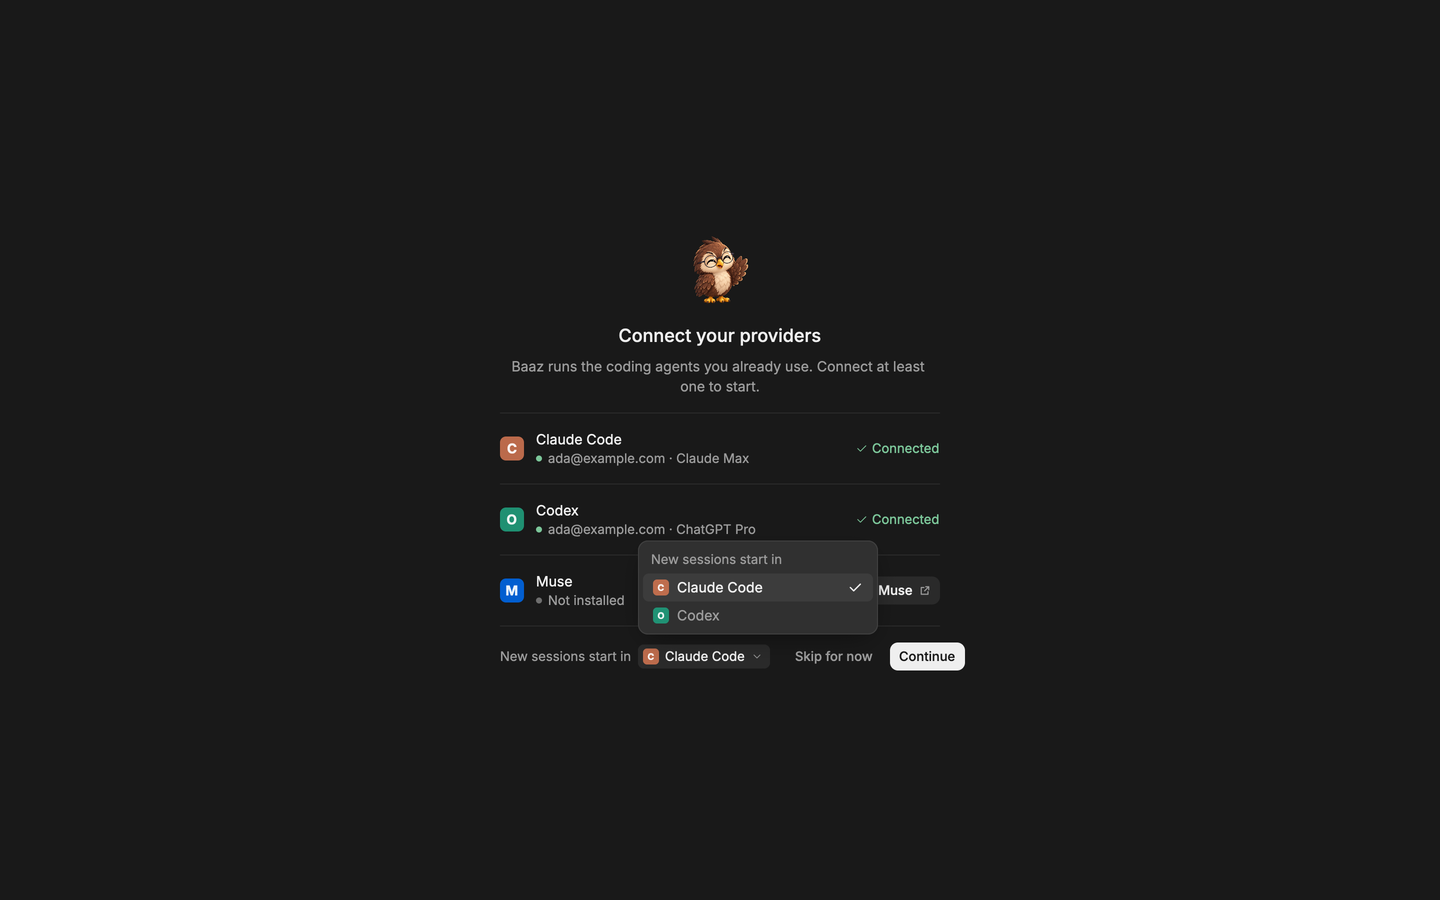 Connect your providers
Baaz runs the coding agents you already use. Connect at least
one to start.
C
Claude Code
ada@example.com · Claude Max
Connected
O
Codex
ada@example.com · ChatGPT Pro
Connected
M
Muse
Not installed
Muse
New sessions start in
C Claude Code
O Codex
New sessions start in
C Claude Code
Skip for now
Continue